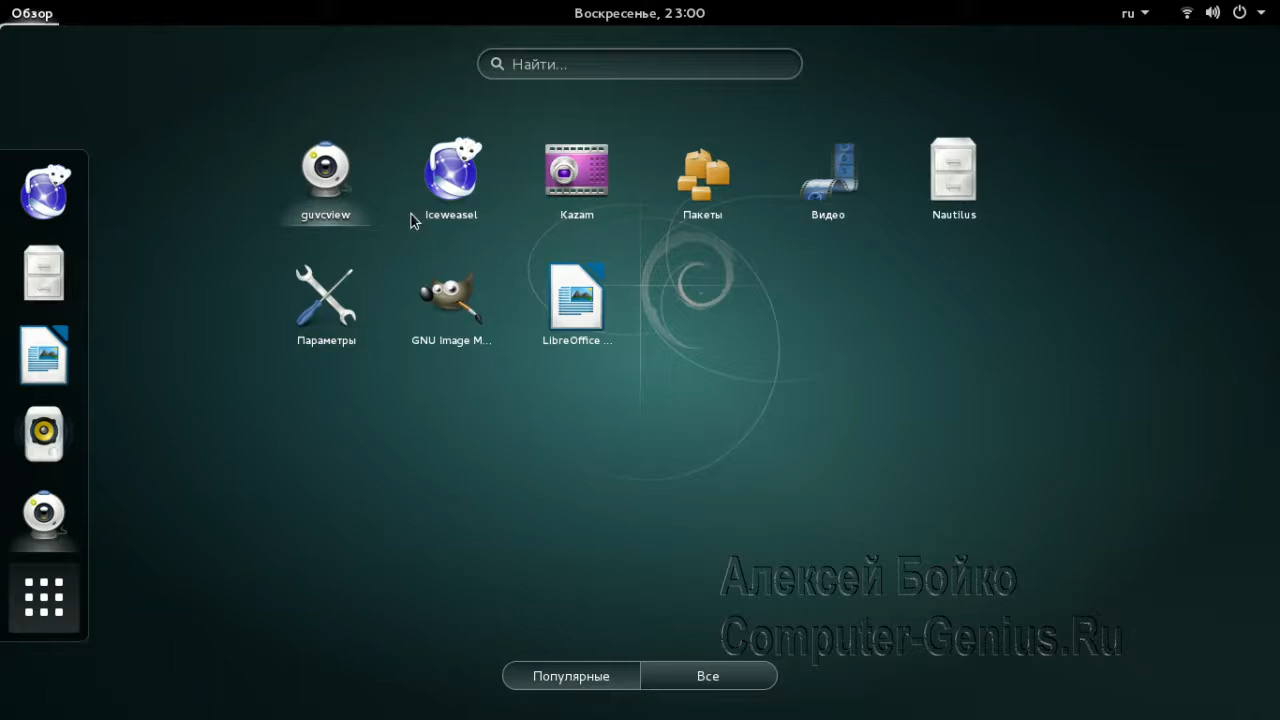 Обзор
Воскресенье, 23:00
ru
Найти...
guvcview
Iceweasel
Kazam
Пакеты
Видео
Nautilus
Параметры
GNU Image M...
LibreOffice ...
Алексей Бойко
Computer-Genius.Ru
Популярные
Все